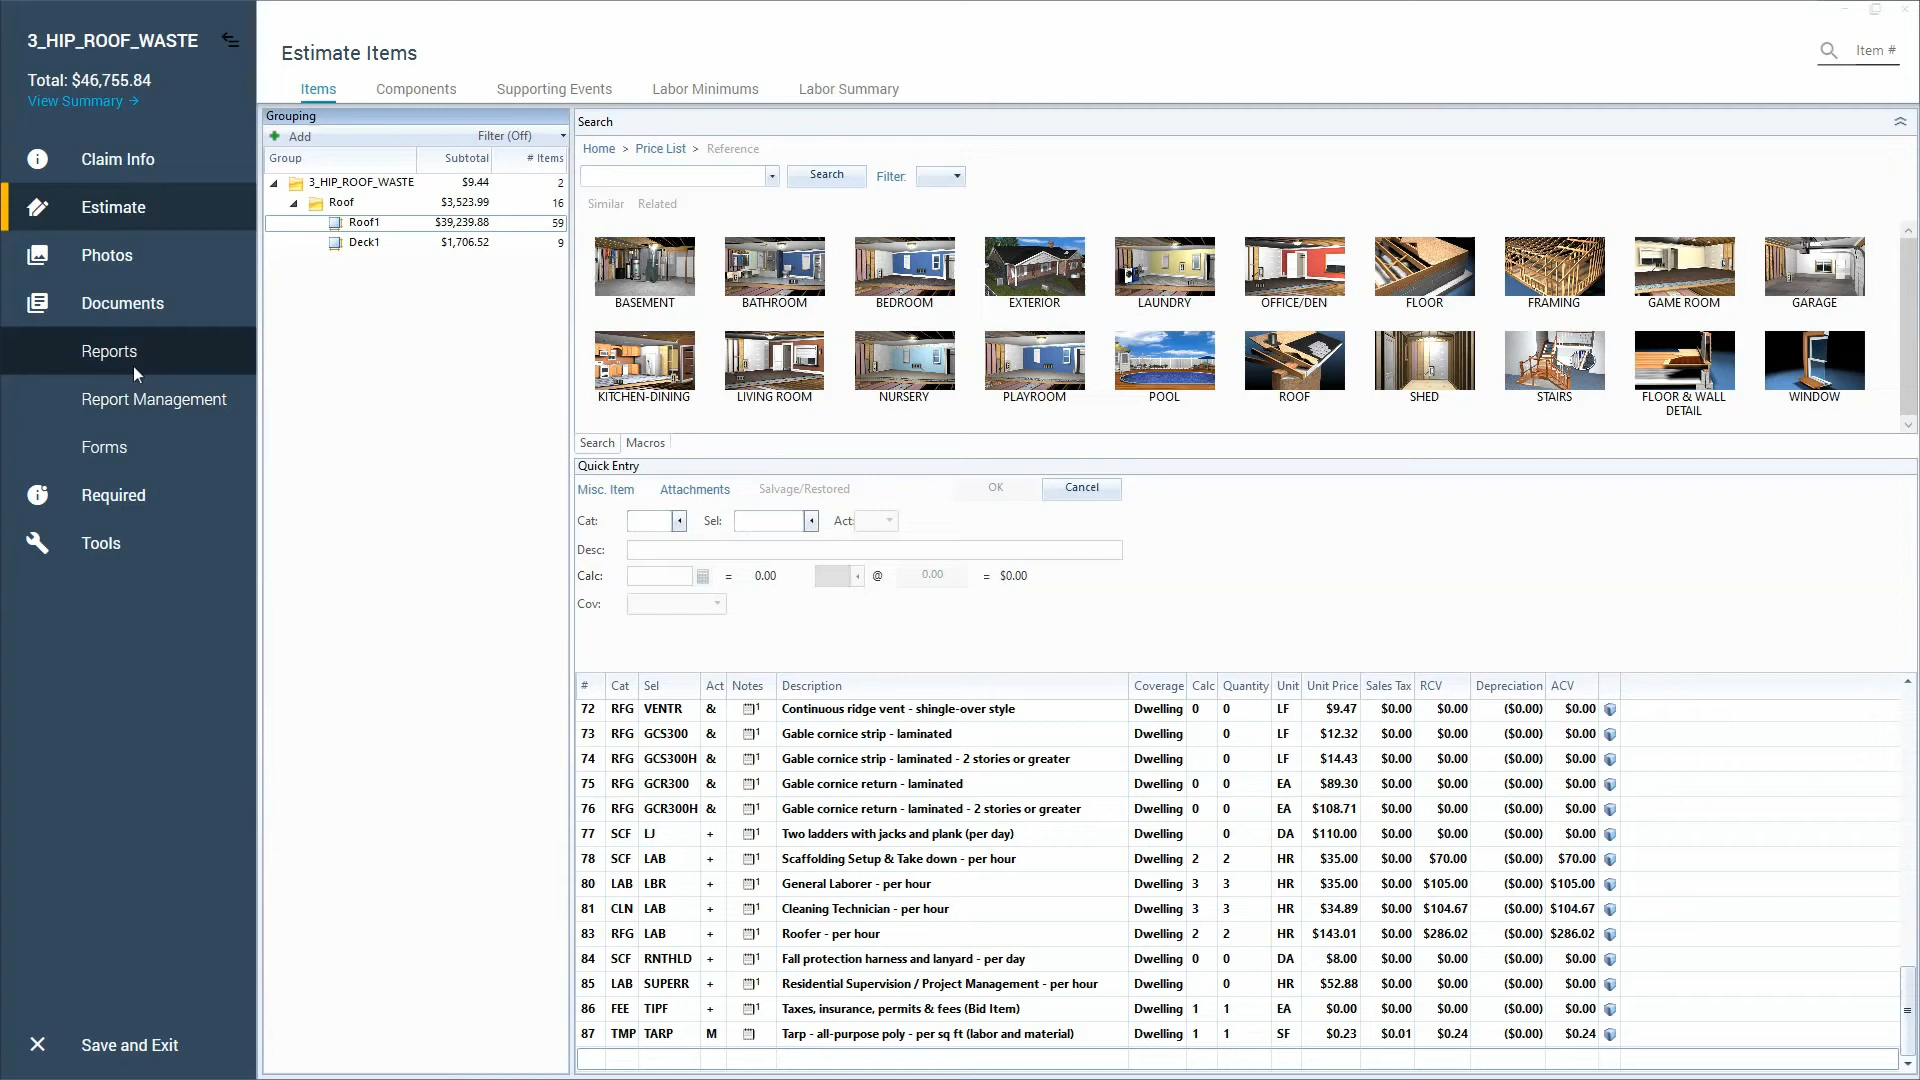 3_HIP_ROOF_WASTE
Total: $46,755.84
View Summary →
Claim Info
Estimate
Photos
Documents
Reports
Report Management
Forms
Required
Tools
Save and Exit
Estimate Items
Item #
Items Components Supporting Events Labor Minimums Labor Summary
Grouping
Add Filter (Off)
Group Subtotal # Items
3_HIP_ROOF_WASTE $9.44 2
Roof $3,523.99 16
Roof1 $39,239.88 59
Deck1 $1,706.52 9
Search
Home > Price List > Reference
Search Filter:
Similar Related
BASEMENT BATHROOM BEDROOM EXTERIOR LAUNDRY OFFICE/DEN FLOOR FRAMING GAME ROOM GARAGE
KITCHEN-DINING LIVING ROOM NURSERY PLAYROOM POOL ROOF SHED STAIRS FLOOR & WALL DETAIL WINDOW
Search Macros
Quick Entry
Misc. Item Attachments Salvage/Restored OK Cancel
Cat: Sel: Act:
Desc:
Calc: = 0.00 @ 0.00 = $0.00
Cov:
# Cat Sel Act Notes Description Coverage Calc Quantity Unit Unit Price Sales Tax RCV Depreciation ACV
72 RFG VENTR & 1 Continuous ridge vent - shingle-over style Dwelling 0 0 LF $9.47 $0.00 $0.00 ($0.00) $0.00
73 RFG GCS300 & 1 Gable cornice strip - laminated Dwelling 0 LF $12.32 $0.00 $0.00 ($0.00) $0.00
74 RFG GCS300H & 1 Gable cornice strip - laminated - 2 stories or greater Dwelling 0 LF $14.43 $0.00 $0.00 ($0.00) $0.00
75 RFG GCR300 & 1 Gable cornice return - laminated Dwelling 0 0 EA $89.30 $0.00 $0.00 ($0.00) $0.00
76 RFG GCR300H & 1 Gable cornice return - laminated - 2 stories or greater Dwelling 0 0 EA $108.71 $0.00 $0.00 ($0.00) $0.00
77 SCF LJ + 1 Two ladders with jacks and plank (per day) Dwelling 0 DA $110.00 $0.00 $0.00 ($0.00) $0.00
78 SCF LAB + 1 Scaffolding Setup & Take down - per hour Dwelling 2 2 HR $35.00 $0.00 $70.00 ($0.00) $70.00
80 LAB LBR + 1 General Laborer - per hour Dwelling 3 3 HR $35.00 $0.00 $105.00 ($0.00) $105.00
81 CLN LAB + 1 Cleaning Technician - per hour Dwelling 3 3 HR $34.89 $0.00 $104.67 ($0.00) $104.67
83 RFG LAB + 1 Roofer - per hour Dwelling 2 2 HR $143.01 $0.00 $286.02 ($0.00) $286.02
84 SCF RNTHLD + 1 Fall protection harness and lanyard - per day Dwelling 0 0 DA $8.00 $0.00 $0.00 ($0.00) $0.00
85 LAB SUPERR + 1 Residential Supervision / Project Management - per hour Dwelling 0 HR $52.88 $0.00 $0.00 ($0.00) $0.00
86 FEE TIPF + 1 Taxes, insurance, permits & fees (Bid Item) Dwelling 1 1 EA $0.00 $0.00 $0.00 ($0.00) $0.00
87 TMP TARP M Tarp - all-purpose poly - per sq ft (labor and material) Dwelling 1 1 SF $0.23 $0.01 $0.24 ($0.00) $0.24